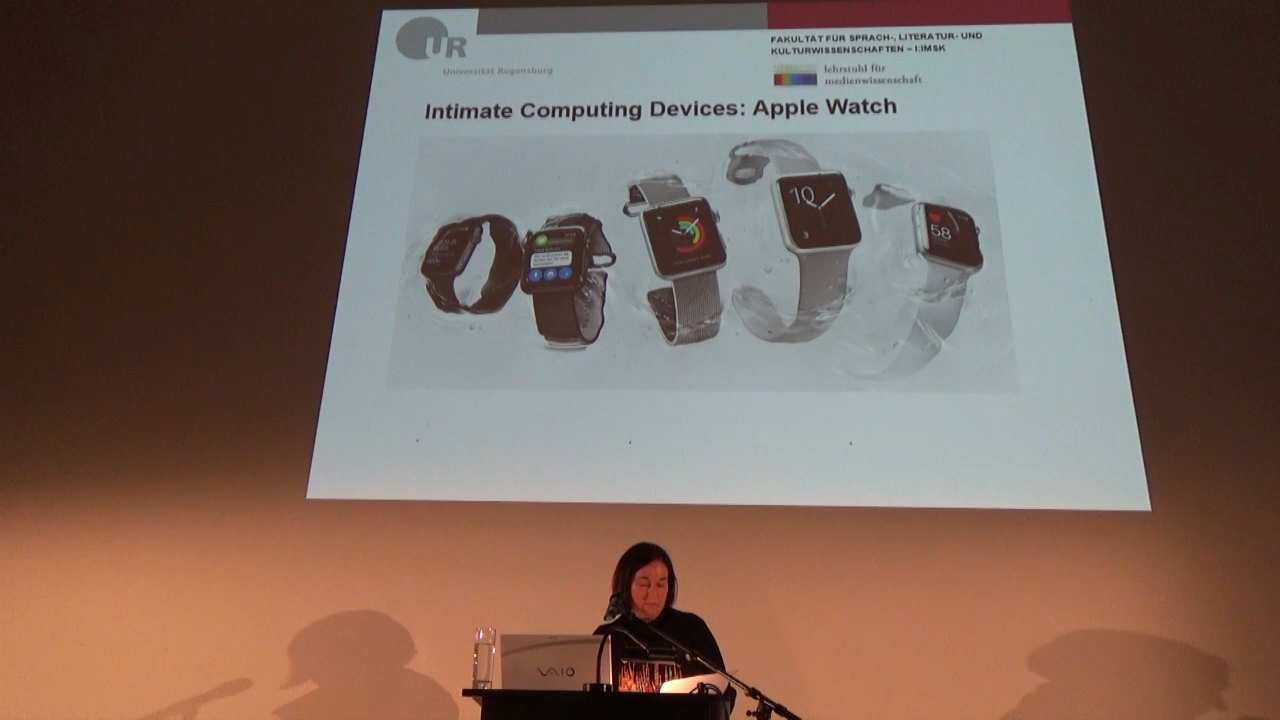 UR
Universität Regensburg
FAKULTÄT FÜR SPRACH-, LITERATUR- UND
KULTURWISSENSCHAFTEN – I:IMSK
lehrstuhl für
medienwissenschaft
Intimate Computing Devices: Apple Watch
10
58
VAIO